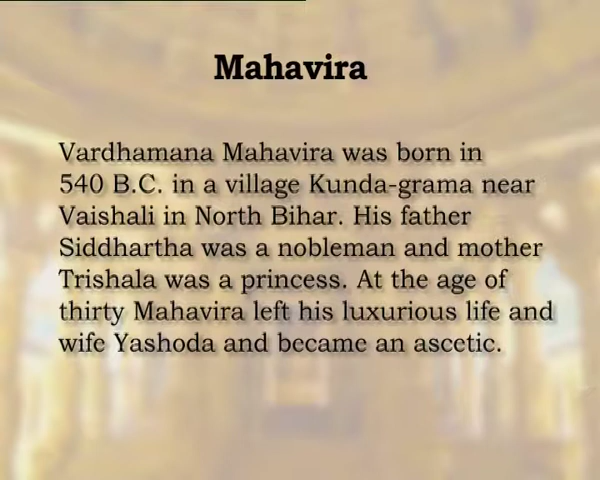 Mahavira
Vardhamana Mahavira was born in
540 B.C. in a village Kunda-grama near
Vaishali in North Bihar. His father
Siddhartha was a nobleman and mother
Trishala was a princess. At the age of
thirty Mahavira left his luxurious life and
wife Yashoda and became an ascetic.